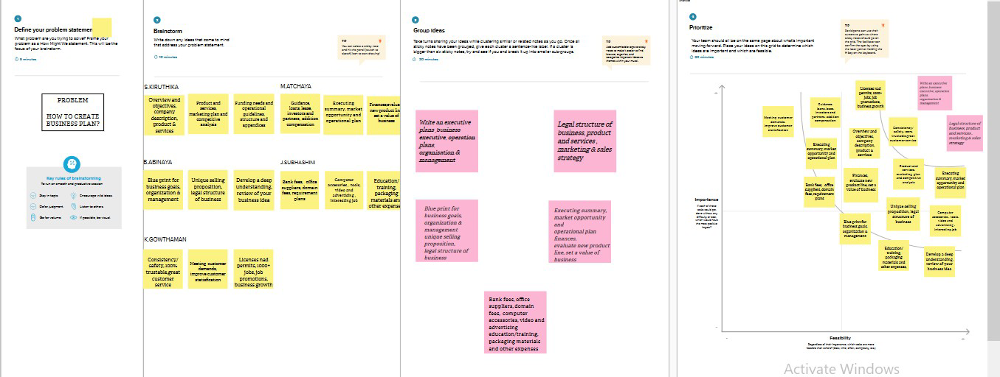 1
Define your problem statement
What problem are you trying to solve? Frame your
problem as a How Might We statement. This will be the
focus of your brainstorm.
5 minutes
PROBLEM
HOW TO CREATE
BUSINESS PLAN?
Key rules of brainstorming
To run an smooth and productive session
Stay in topic.
Encourage wild ideas.
Defer judgment.
Listen to others.
Go for volume.
If possible, be visual.
2
Brainstorm
Write down any ideas that come to mind
that address your problem statement.
10 minutes
TIP
You can select a sticky note
and hit the pencil [switch to
sketch] icon to start drawing!
S.KIRUTHIKA
Overview and
objectives,
company
description,
product &
services
Product and
services,
marketing plan and
competitive
analysis
Funding needs and
operational
guidelines,
structure and
appendices
M.ATCHAYA
Guidance,
loans, lease,
investors and
partners, addition
compensation
Executing
summary, market
opportunity and
operational plan
new product lin
set a value of
business
B.ABINAYA
Blue print for
business goals,
organization &
management
Unique selling
proposition,
legal structure
of business
Develop a deep
understanding,
review of your
business idea
J.SUBHASHINI
Bank fees, office
suppliers, domain
fees, requirement
plans
Computer
accesories , tools,
video and
advertising ,
interesting job
Education/
training,
packaging
materials and
other expense
K.GOWTHAMAN
Consistency/
safety, 100%
trustable,great
customer
service
Meeting customer
demands,
improve customer
statisfication
Licenses nad
permits, 1000+
jobs, job
promotions,
business growth
3
Group ideas
Take turns sharing your ideas while clustering similar or related notes as you go. Once all
sticky notes have been grouped, give each cluster a sentence-like label. If a cluster is
bigger than six sticky notes, try and see if you and break it up into smaller sub-groups.
20 minutes
TIP
Add customizable tags to sticky
notes to make it easier to find,
browse, organize, and
categorize important ideas as
themes within your mural.
Write an executive
plans, business
executive, operation
plans,
organisation &
management
Legal structure of
business, product
and services ,
marketing & sales
strategy
Blue print for
business goals,
organization &
management
unique selling
proposition,
legal structure of
business
Executing summary,
market opportunity
and
operational plan
finances,
evaluate new product
line, set a value of
business
Bank fees, office
suppliers, domain
fees, computer
accessories, video and
advertising
education/training,
packaging materials
and other expenses
4
Prioritize
Your team should all be on the same page about what's important
moving forward. Place your ideas on this grid to determine which
ideas are important and which are feasible.
20 minutes
TIP
Participants can use their
cursors to point at where
sticky notes should go on
the grid. The facilitator can
confirm the spot by using
the laser pointer holding the
H key on the keyboard.
Importance
If each of these
tasks could get
done without any
difficulty or cost,
which would have
the most positive
impact?
Meeting customer
demands,
improve customer
statisfication
Guidance,
loans, lease,
investors and
partners, addition
compensation
Licenses nad
permits, 1000+
jobs, job
promotions,
business growth
Write an executive
plans, business
executive, operation
plans,
organisation &
management
Legal structure of
business, product
and services ,
marketing & sales
strategy
Executing
summary, market
opportunity and
operational plan
Overview and
objectives,
company
description,
product &
services
Consistency/
safety, 100%
trustable,great
customer service
Product and
services,
marketing plan
and competitive
analysis
Executing
summary, market
opportunity and
operational plan
Bank fees, office
suppliers, domain
fees, requirement
plans
Finances,
evaluate new
product line, set a
value of business
Unique selling
proposition, legal
structure of
business
Computer
accesories , tools,
video and
advertising ,
interesting job
Blue print for
business goals,
organization &
management
Education/
training,
packaging
materials and
other expenses,
Develop a deep
understanding,
review of your
business idea
Feasibility
Regardless of their importance, which tasks are more
feasible than others? (Cost, time, effort, complexity, etc.)
Activate Windows